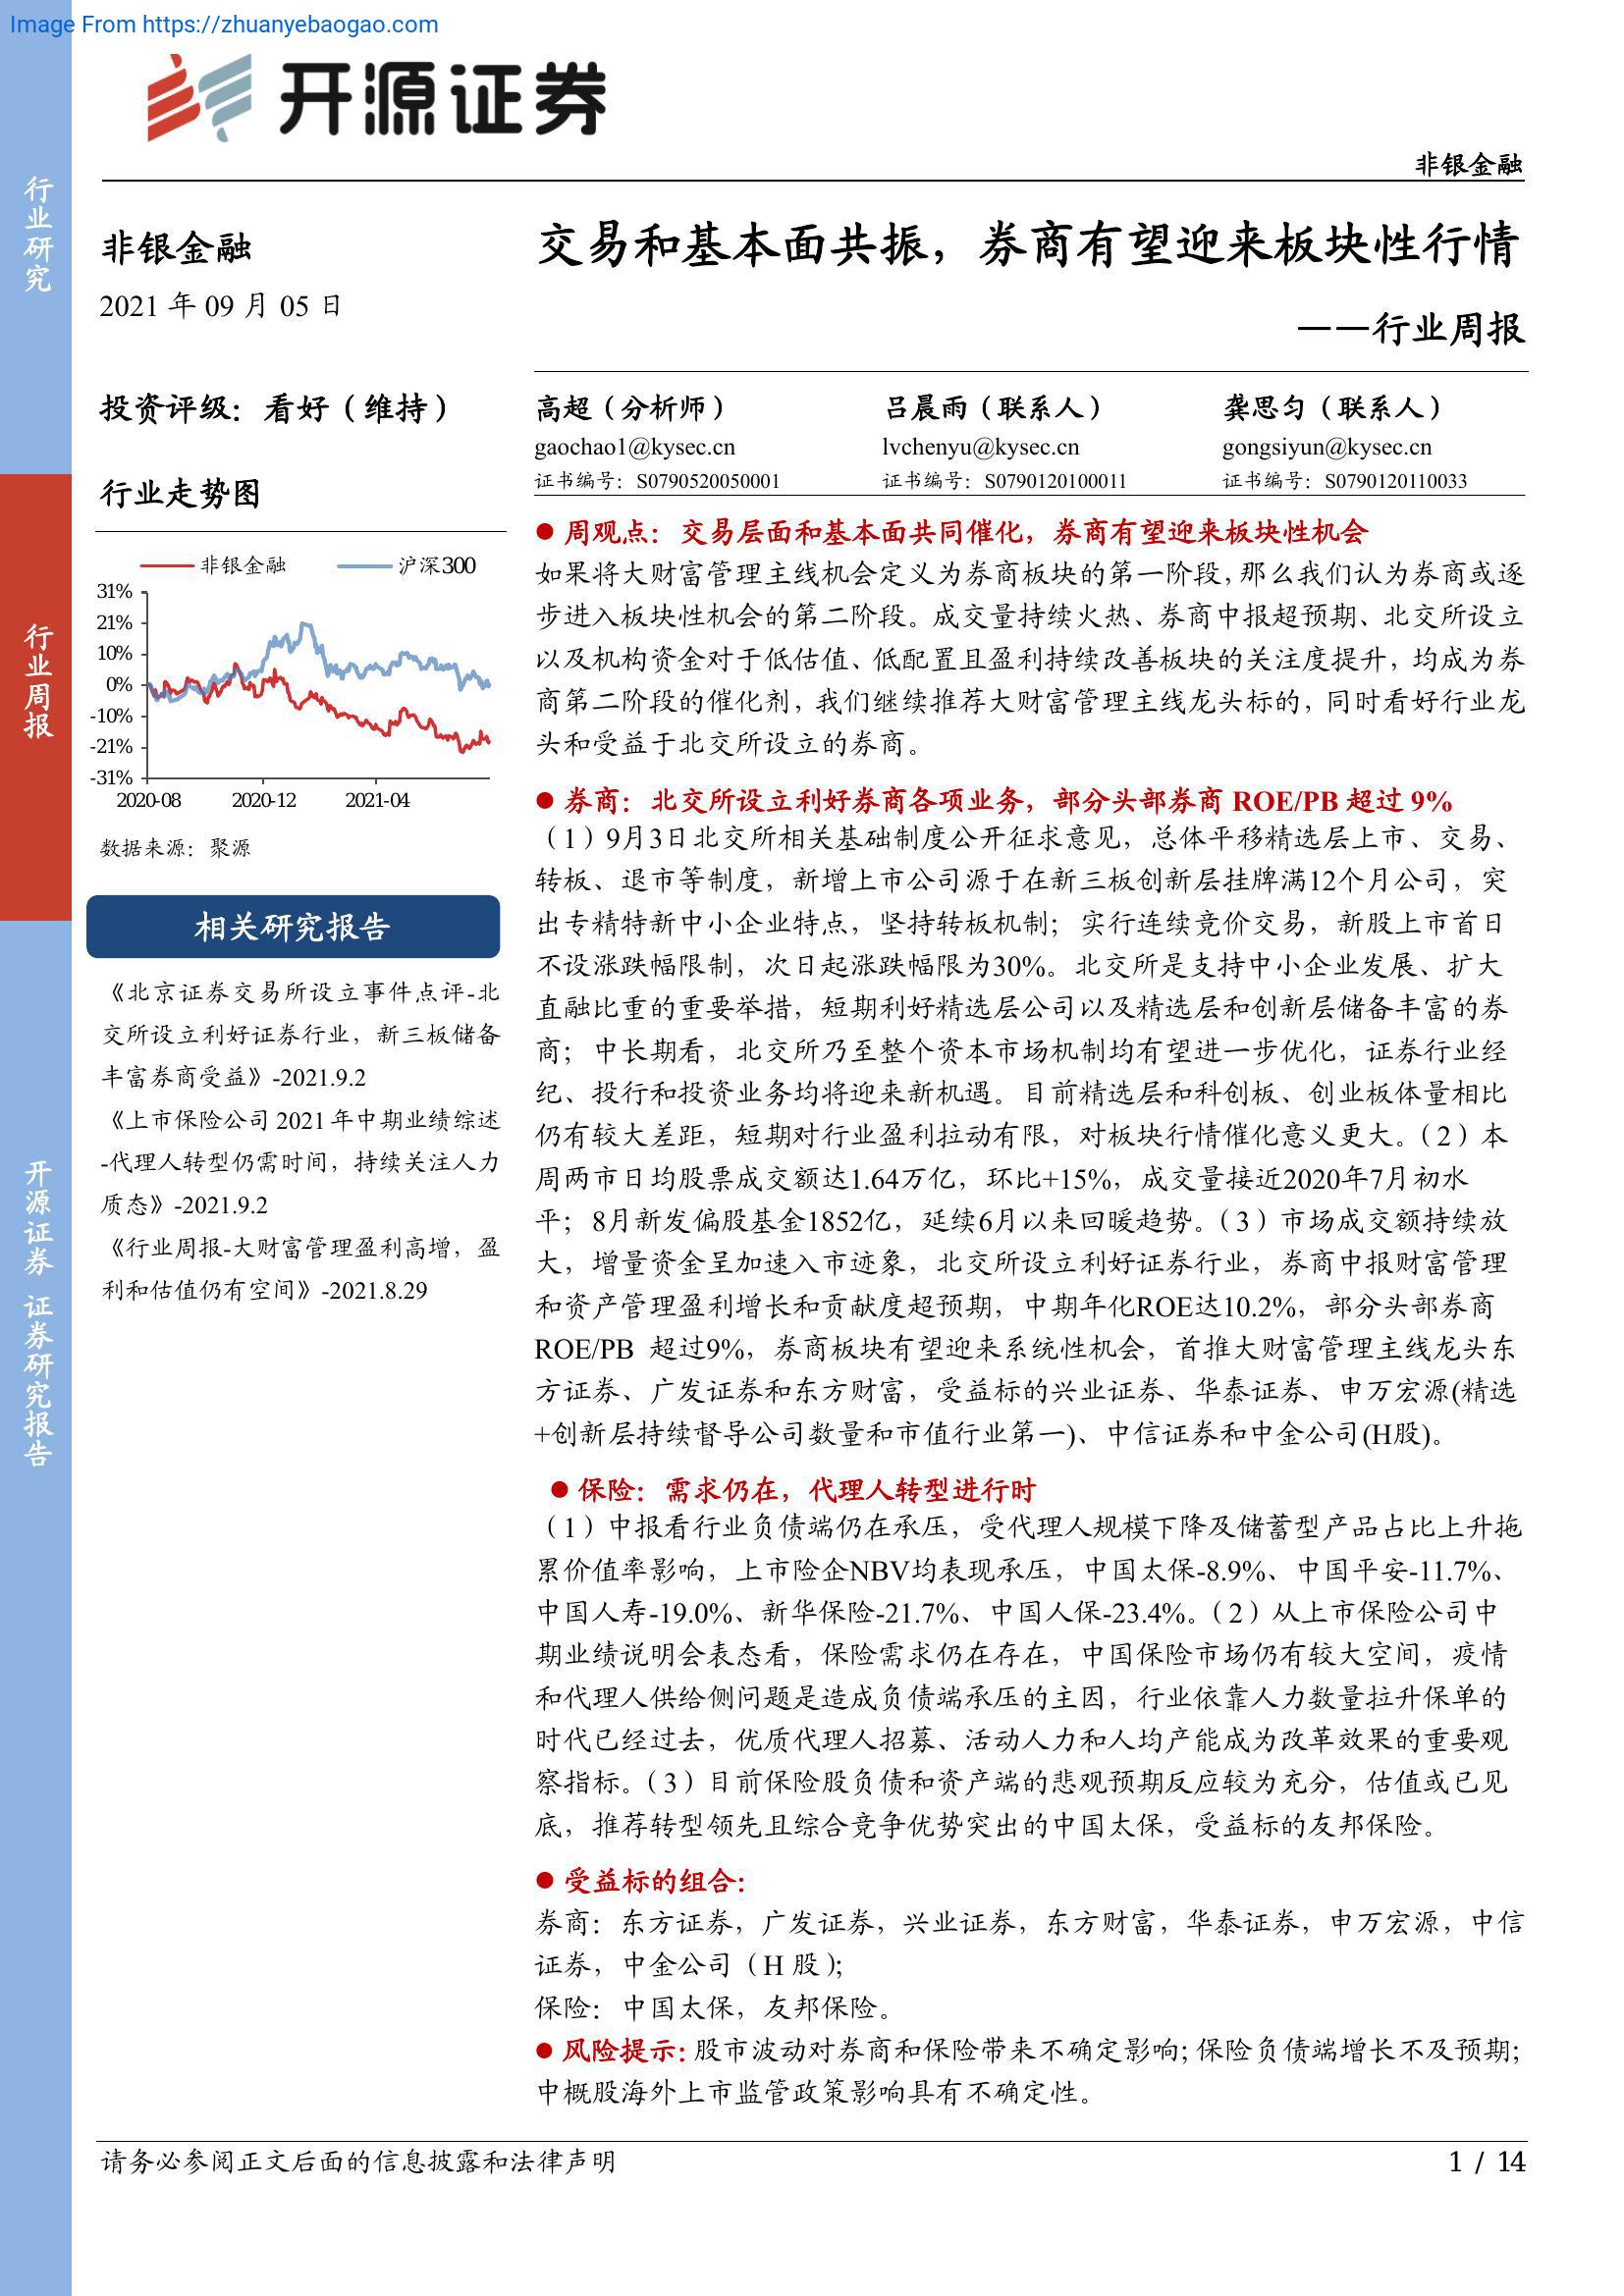 Image From https://zhuanyebaogao.com
开源证券
非银金融
行业研究
行业周报
开源证券 证券研究报告
非银金融
2021 年 09 月 05 日
投资评级：看好（维持）
行业走势图
非银金融 沪深300
31%
21%
10%
0%
-10%
-21%
-31%
2020-08 2020-12 2021-04
数据来源：聚源
相关研究报告
《北京证券交易所设立事件点评-北
交所设立利好证券行业，新三板储备
丰富券商受益》-2021.9.2
《上市保险公司 2021 年中期业绩综述
-代理人转型仍需时间，持续关注人力
质态》-2021.9.2
《行业周报-大财富管理盈利高增，盈
利和估值仍有空间》-2021.8.29
交易和基本面共振，券商有望迎来板块性行情
——行业周报
高超（分析师） 吕晨雨（联系人） 龚思匀（联系人）
gaochao1@kysec.cn lvchenyu@kysec.cn gongsiyun@kysec.cn
证书编号：S0790520050001 证书编号：S0790120100011 证书编号：S0790120110033
● 周观点：交易层面和基本面共同催化，券商有望迎来板块性机会
如果将大财富管理主线机会定义为券商板块的第一阶段，那么我们认为券商或逐
步进入板块性机会的第二阶段。成交量持续火热、券商中报超预期、北交所设立
以及机构资金对于低估值、低配置且盈利持续改善板块的关注度提升，均成为券
商第二阶段的催化剂，我们继续推荐大财富管理主线龙头标的，同时看好行业龙
头和受益于北交所设立的券商。
● 券商：北交所设立利好券商各项业务，部分头部券商 ROE/PB 超过 9%
（1）9月3日北交所相关基础制度公开征求意见，总体平移精选层上市、交易、
转板、退市等制度，新增上市公司源于在新三板创新层挂牌满12个月公司，突
出专精特新中小企业特点，坚持转板机制；实行连续竞价交易，新股上市首日
不设涨跌幅限制，次日起涨跌幅限为30%。北交所是支持中小企业发展、扩大
直融比重的重要举措，短期利好精选层公司以及精选层和创新层储备丰富的券
商；中长期看，北交所乃至整个资本市场机制均有望进一步优化，证券行业经
纪、投行和投资业务均将迎来新机遇。目前精选层和科创板、创业板体量相比
仍有较大差距，短期对行业盈利拉动有限，对板块行情催化意义更大。（2）本
周两市日均股票成交额达1.64万亿，环比+15%，成交量接近2020年7月初水
平；8月新发偏股基金1852亿，延续6月以来回暖趋势。（3）市场成交额持续放
大，增量资金呈加速入市迹象，北交所设立利好证券行业，券商中报财富管理
和资产管理盈利增长和贡献度超预期，中期年化ROE达10.2%，部分头部券商
ROE/PB 超过9%，券商板块有望迎来系统性机会，首推大财富管理主线龙头东
方证券、广发证券和东方财富，受益标的兴业证券、华泰证券、申万宏源(精选
+创新层持续督导公司数量和市值行业第一)、中信证券和中金公司(H股)。
● 保险：需求仍在，代理人转型进行时
（1）中报看行业负债端仍在承压，受代理人规模下降及储蓄型产品占比上升拖
累价值率影响，上市险企NBV均表现承压，中国太保-8.9%、中国平安-11.7%、
中国人寿-19.0%、新华保险-21.7%、中国人保-23.4%。（2）从上市保险公司中
期业绩说明会表态看，保险需求仍在存在，中国保险市场仍有较大空间，疫情
和代理人供给侧问题是造成负债端承压的主因，行业依靠人力数量拉升保单的
时代已经过去，优质代理人招募、活动人力和人均产能成为改革效果的重要观
察指标。（3）目前保险股负债和资产端的悲观预期反应较为充分，估值或已见
底，推荐转型领先且综合竞争优势突出的中国太保，受益标的友邦保险。
● 受益标的组合：
券商：东方证券，广发证券，兴业证券，东方财富，华泰证券，申万宏源，中信
证券，中金公司（H 股）；
保险：中国太保，友邦保险。
● 风险提示：股市波动对券商和保险带来不确定影响；保险负债端增长不及预期；
中概股海外上市监管政策影响具有不确定性。
请务必参阅正文后面的信息披露和法律声明
1 / 14